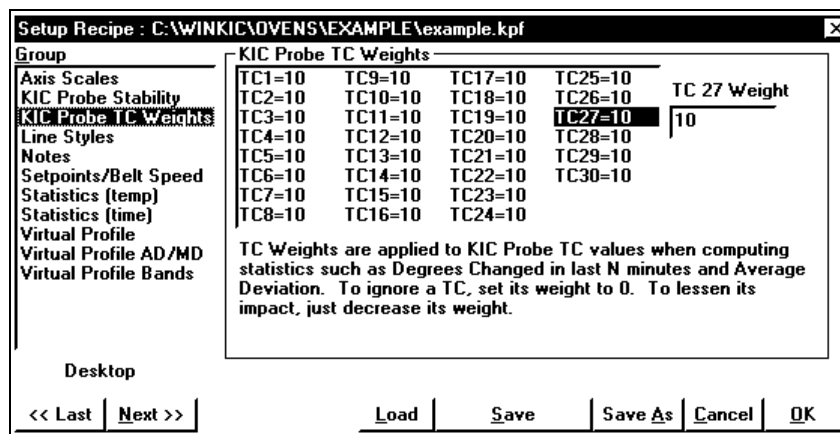 Setup Recipe : C:\WINKIC\OVENS\EXAMPLE\example.kpf
Group
Axis Scales
KIC Probe Stability
KIC Probe TC Weights
Line Styles
Notes
Setpoints/Belt Speed
Statistics (temp)
Statistics (time)
Virtual Profile
Virtual Profile AD/MD
Virtual Profile Bands
Desktop
KIC Probe TC Weights
TC1=10 TC9=10 TC17=10 TC25=10
TC2=10 TC10=10 TC18=10 TC26=10
TC3=10 TC11=10 TC19=10 TC27=10
TC4=10 TC12=10 TC20=10 TC28=10
TC5=10 TC13=10 TC21=10 TC29=10
TC6=10 TC14=10 TC22=10 TC30=10
TC7=10 TC15=10 TC23=10
TC8=10 TC16=10 TC24=10
TC 27 Weight
10
TC Weights are applied to KIC Probe TC values when computing
statistics such as Degrees Changed in last N minutes and Average
Deviation. To ignore a TC, set its weight to 0. To lessen its
impact, just decrease its weight.
<< Last Next >> Load Save Save As Cancel OK